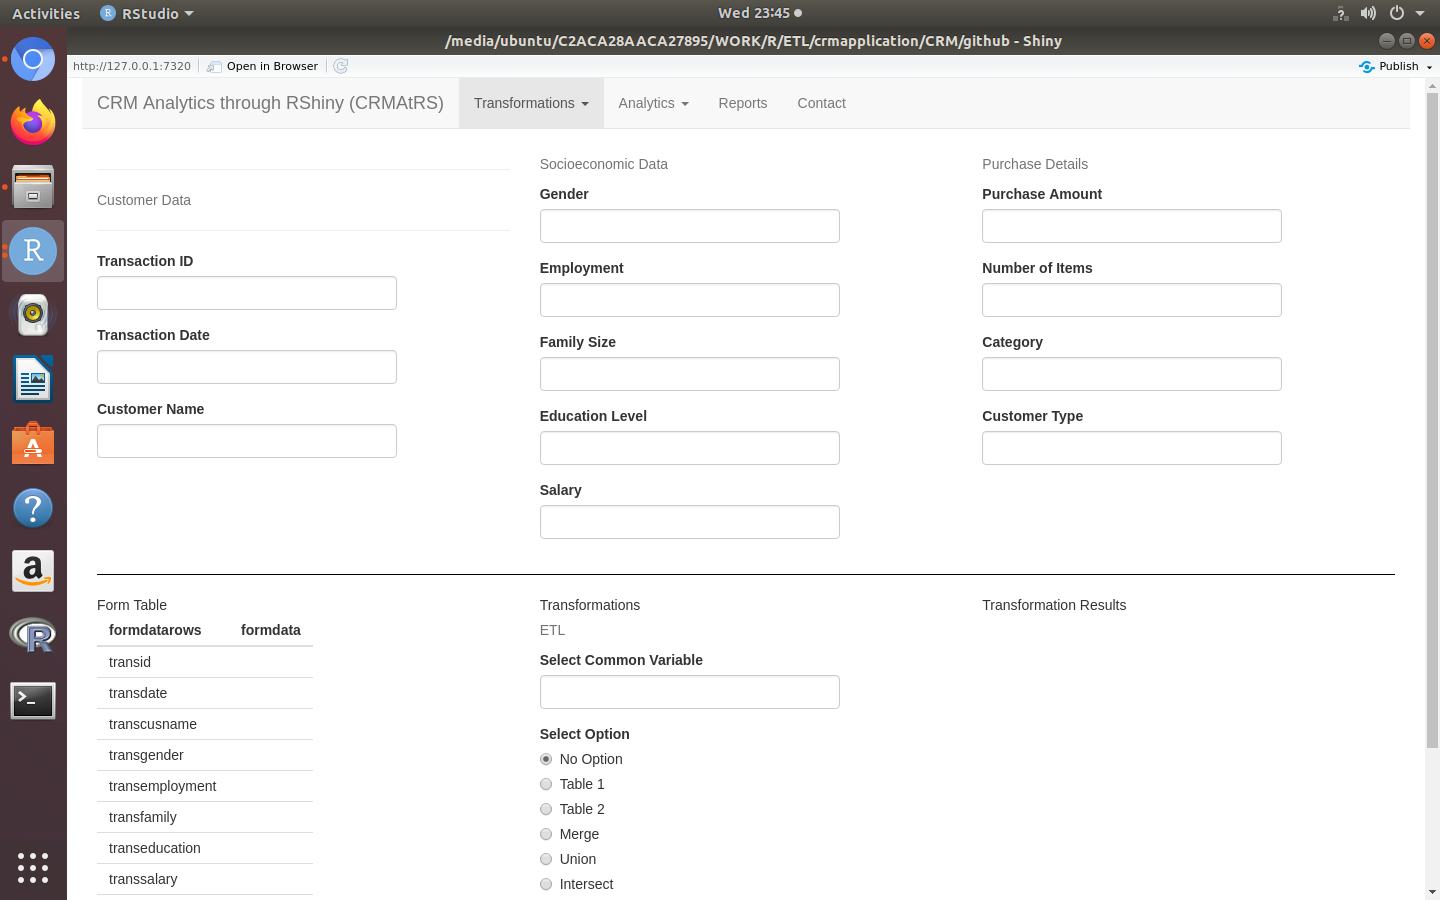 Activities
RStudio
Wed 23:45
/media/ubuntu/C2ACA28AACA27895/WORK/R/ETL/crmapplication/CRM/github - Shiny
http://127.0.0.1:7320
Open in Browser
Publish
CRM Analytics through RShiny (CRMAtRS)
Transformations
Analytics
Reports
Contact
Customer Data
Transaction ID
Transaction Date
Customer Name
Socioeconomic Data
Gender
Employment
Family Size
Education Level
Salary
Purchase Details
Purchase Amount
Number of Items
Category
Customer Type
Form Table
formdatarows formdata
transid
transdate
transcusname
transgender
transemployment
transfamily
transeducation
transsalary
Transformations
ETL
Select Common Variable
Select Option
No Option
Table 1
Table 2
Merge
Union
Intersect
Transformation Results